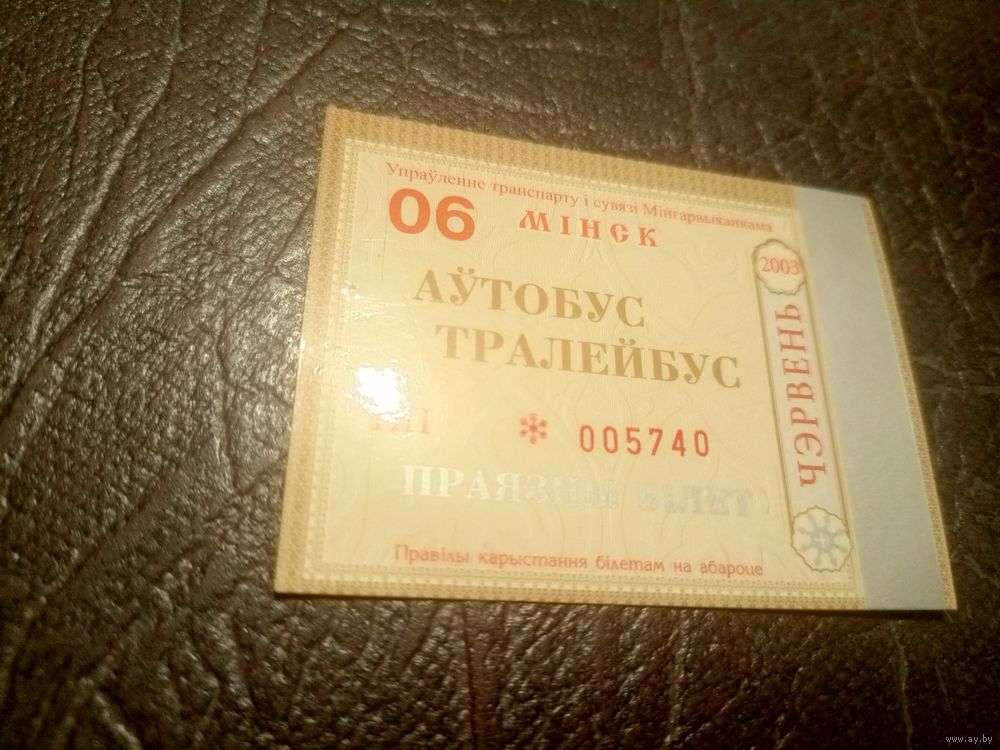 Упраўленне транспарту і сувязі Мінгарвыканкама
06 МІНСК
2003
АЎТОБУС
ТРАЛЕЙБУС
ЧЭРВЕНЬ
* 005740
ПРАЯЗНЫ БІЛЕТ
Правілы карыстання білетам на абароце
www.ay.by